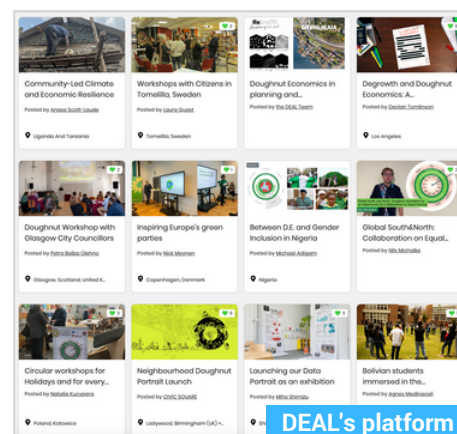 Community-Led Climate
and Economic Resilience
Posted by Anessa Scott-Laude
Uganda And Tanzania
Workshops with Citizens in
Tomelilla, Sweden
Posted by Laura Guest
Tomelilla, Sweden
Doughnut Economics in
planning and...
Posted by the DEAL Team
Degrowth and Doughnut
Economics: A...
Posted by Declan Tomlinson
Los Angeles
Doughnut Workshop with
Glasgow City Councillors
Posted by Petra Baiba Olehno
Glasgow, Scotland, United K...
Inspiring Europe's green
parties
Posted by Nick Meynen
Copenhagen, Denmark
Between D.E. and Gender
Inclusion in Nigeria
Posted by Michael Adigam
Nigeria
Global South&North:
Collaboration on Equal...
Posted by Nils Michalka
Circular workshops for
Holidays and for every...
Posted by Natalia Kucypera
Poland Katowice
Neighbourhood Doughnut
Portrait Launch
Posted by CIVIC SQUARE
Ladywood, Birmingham (UK) +...
Launching our Data
Portrait as an exhibition
Posted by Miho Shimizu
Bolivian students
immersed in the...
Posted by Agnes Medinaceli
DEAL's platform